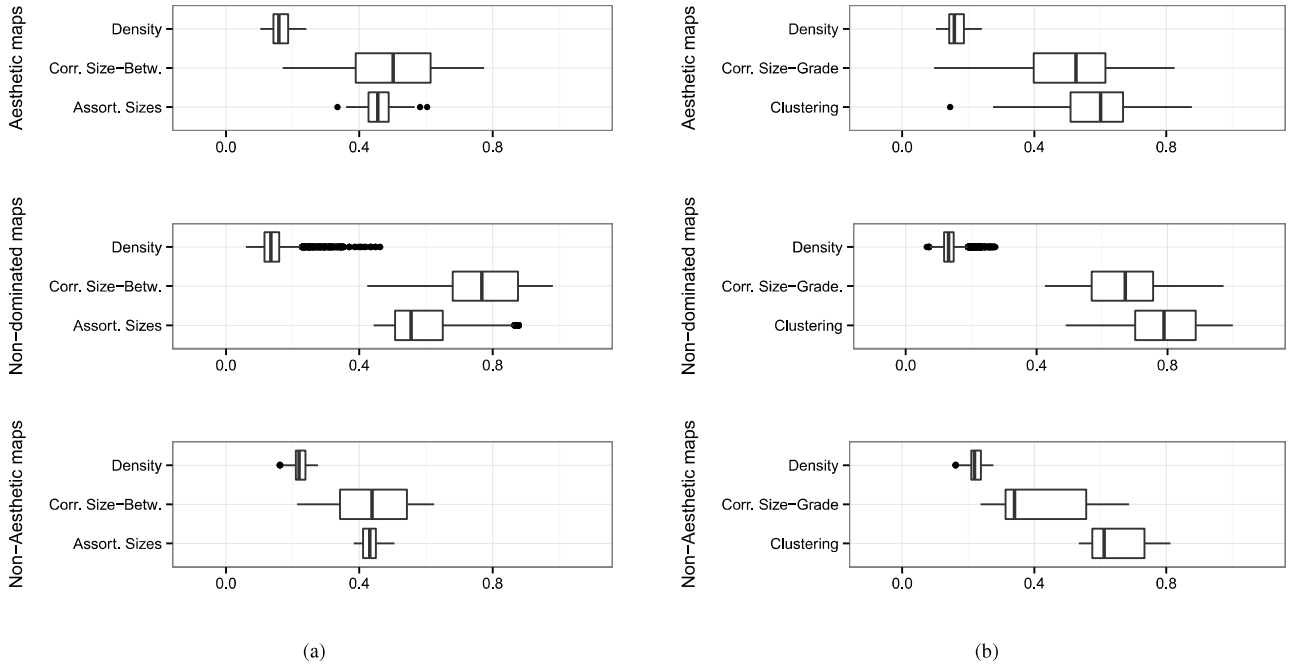 Aesthetic maps
Density
Corr. Size−Betw.
Assort. Sizes
0.0 0.4 0.8
Non−dominated maps
Density
Corr. Size−Betw.
Assort. Sizes
0.0 0.4 0.8
Non−Aesthetic maps
Density
Corr. Size−Betw.
Assort. Sizes
0.0 0.4 0.8
(a)
Aesthetic maps
Density
Corr. Size−Grade
Clustering
0.0 0.4 0.8
Non−dominated maps
Density
Corr. Size−Grade.
Clustering
0.0 0.4 0.8
Non−Aesthetic maps
Density
Corr. Size−Grade
Clustering
0.0 0.4 0.8
(b)